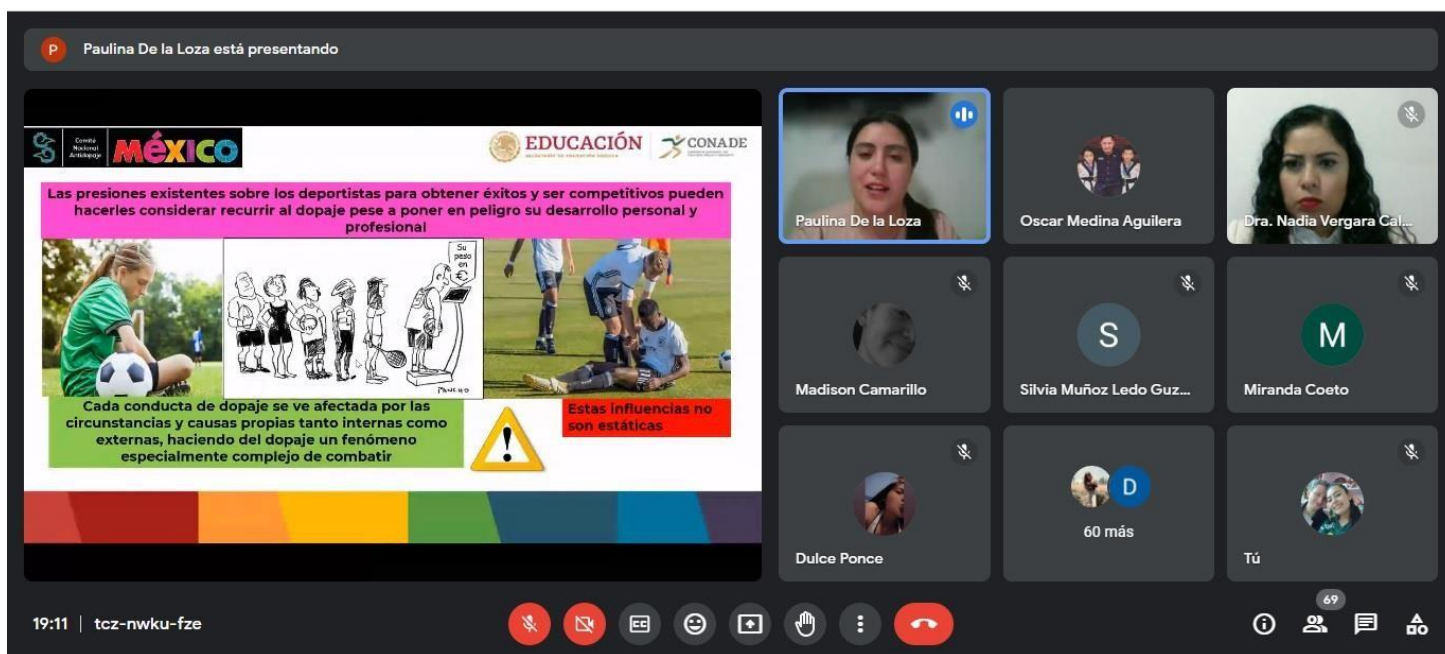 P
Paulina De la Loza está presentando
Comité
Nacional
Antidopaje
México
EDUCACIÓN
SECRETARÍA DE EDUCACIÓN PÚBLICA
CONADE
Las presiones existentes sobre los deportistas para obtener éxitos y ser competitivos pueden
hacerles considerar recurrir al dopaje pese a poner en peligro su desarrollo personal y
profesional
Su
peso
en
€
Cada conducta de dopaje se ve afectada por las
circunstancias y causas propias tanto internas como
externas, haciendo del dopaje un fenómeno
especialmente complejo de combatir
!
Estas influencias no
son estáticas
Paulina De la Loza
Oscar Medina Aguilera
Dra. Nadia Vergara Cal...
Madison Camarillo
S
Silvia Muñoz Ledo Guz...
M
Miranda Coeto
Dulce Ponce
D
60 más
Tú
19:11 | tcz-nwku-fze
CC
69